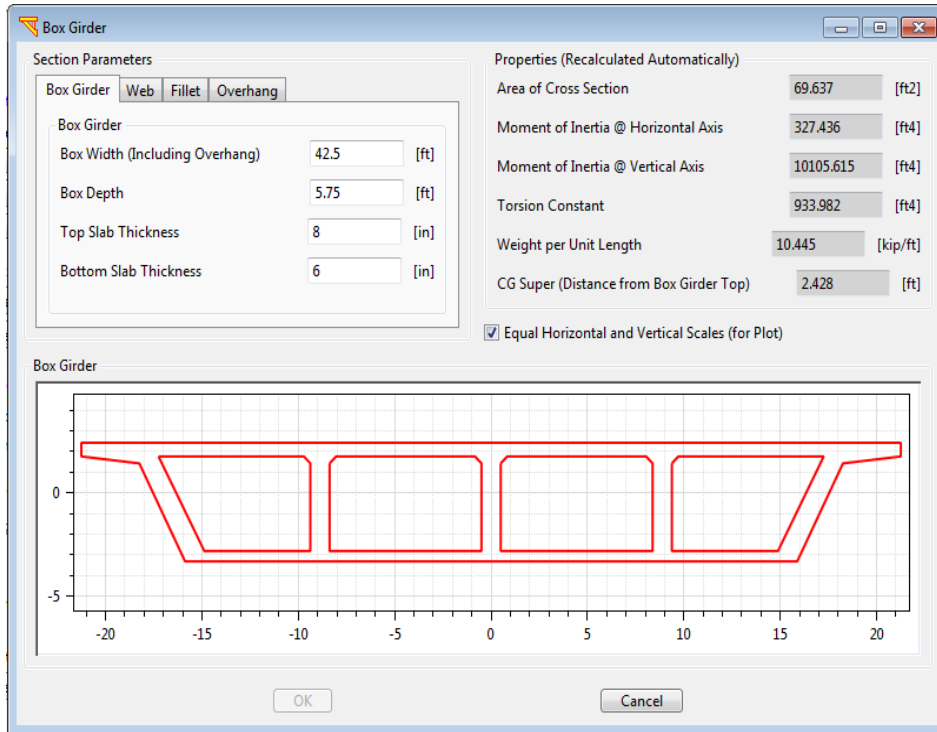 Box Girder
Section Parameters
Box Girder Web Fillet Overhang
Box Girder
Box Width (Including Overhang) 42.5 [ft]
Box Depth 5.75 [ft]
Top Slab Thickness 8 [in]
Bottom Slab Thickness 6 [in]
Properties (Recalculated Automatically)
Area of Cross Section 69.637 [ft2]
Moment of Inertia @ Horizontal Axis 327.436 [ft4]
Moment of Inertia @ Vertical Axis 10105.615 [ft4]
Torsion Constant 933.982 [ft4]
Weight per Unit Length 10.445 [kip/ft]
CG Super (Distance from Box Girder Top) 2.428 [ft]
Equal Horizontal and Vertical Scales (for Plot)
Box Girder
0
-5
-20 -15 -10 -5 0 5 10 15 20
OK Cancel